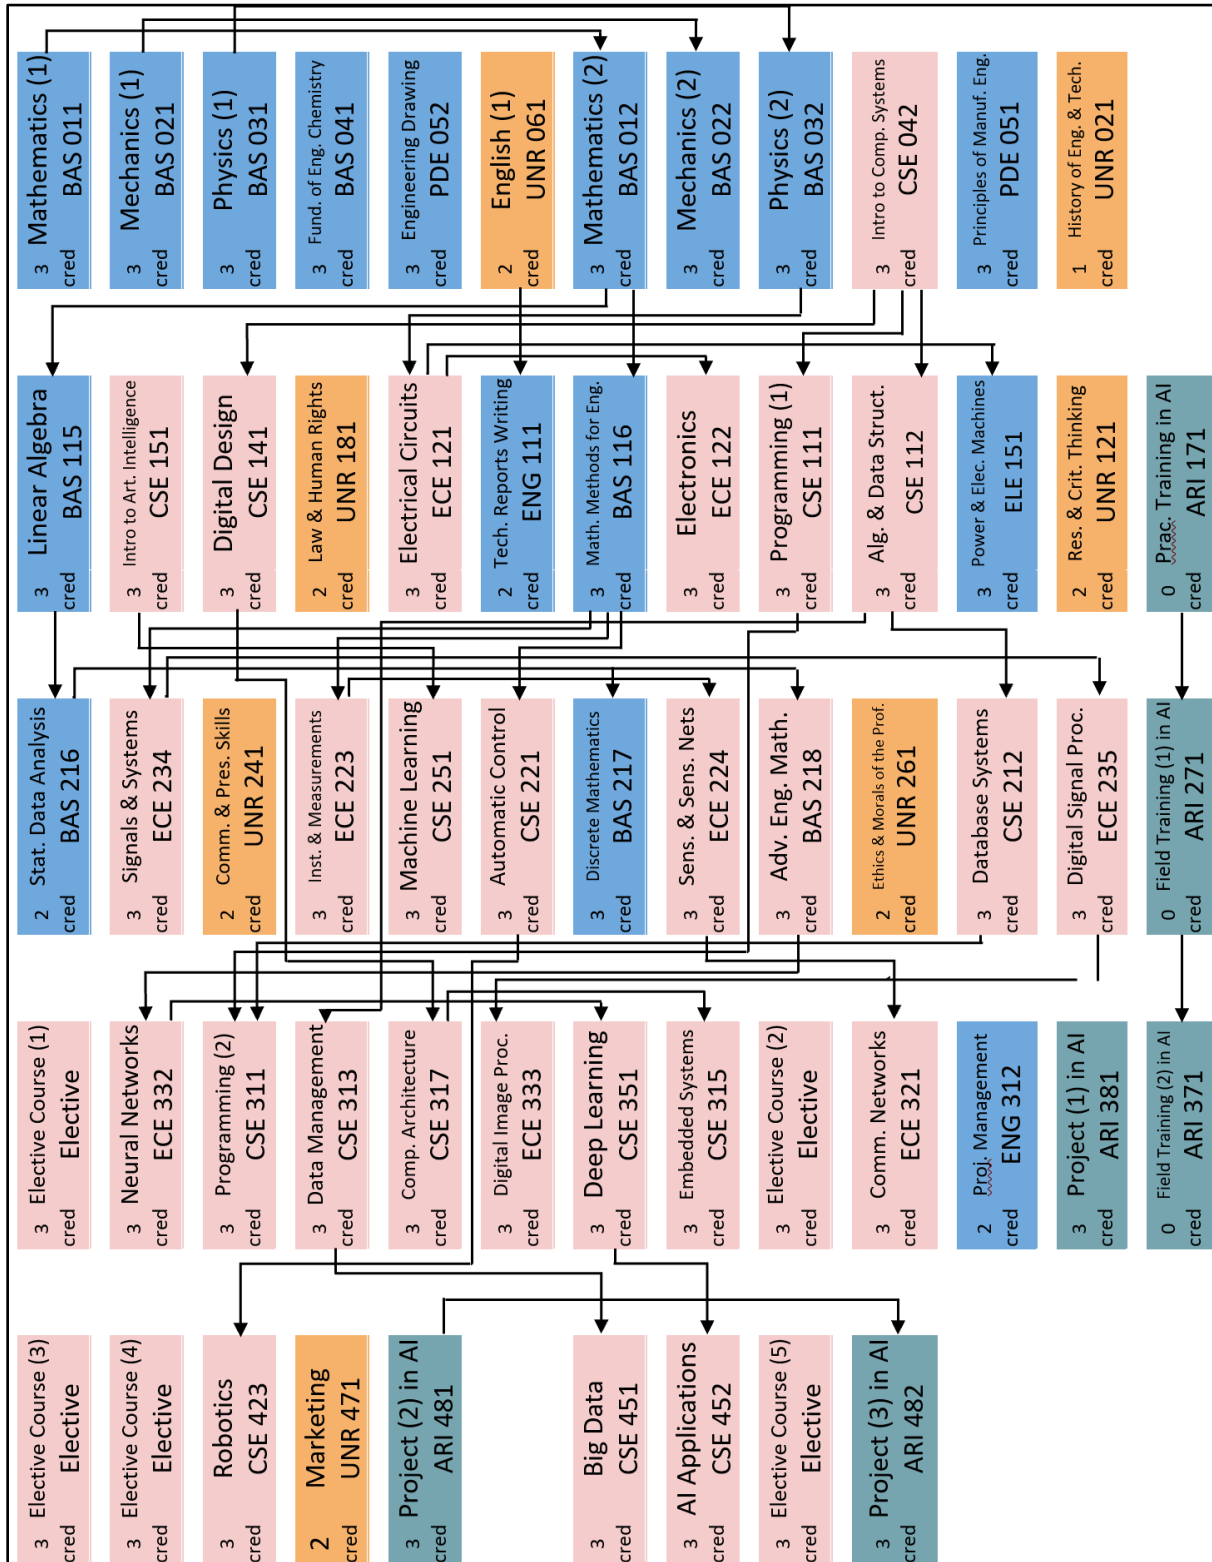 Mathematics (1)
BAS 011
3
cred
Mechanics (1)
BAS 021
3
cred
Physics (1)
BAS 031
3
cred
Fund. of Eng. Chemistry
BAS 041
3
cred
Engineering Drawing
PDE 052
3
cred
English (1)
UNR 061
2
cred
Mathematics (2)
BAS 012
3
cred
Mechanics (2)
BAS 022
3
cred
Physics (2)
BAS 032
3
cred
Intro to Comp. Systems
CSE 042
3
cred
Principles of Manuf. Eng.
PDE 051
3
cred
History of Eng. & Tech.
UNR 021
1
cred
Linear Algebra
BAS 115
3
cred
Intro to Art. Intelligence
CSE 151
3
cred
Digital Design
CSE 141
3
cred
Law & Human Rights
UNR 181
2
cred
Electrical Circuits
ECE 121
3
cred
Tech. Reports Writing
ENG 111
2
cred
Math. Methods for Eng.
BAS 116
3
cred
Electronics
ECE 122
3
cred
Programming (1)
CSE 111
3
cred
Alg. & Data Struct.
CSE 112
3
cred
Power & Elec. Machines
ELE 151
3
cred
Res. & Crit. Thinking
UNR 121
2
cred
Prac. Training in AI
ARI 171
0
cred
Stat. Data Analysis
BAS 216
2
cred
Signals & Systems
ECE 234
3
cred
Comm. & Pres. Skills
UNR 241
2
cred
Inst. & Measurements
ECE 223
3
cred
Machine Learning
CSE 251
3
cred
Automatic Control
CSE 221
3
cred
Discrete Mathematics
BAS 217
3
cred
Sens. & Sens. Nets
ECE 224
3
cred
Adv. Eng. Math.
BAS 218
3
cred
Ethics & Morals of the Prof.
UNR 261
2
cred
Database Systems
CSE 212
3
cred
Digital Signal Proc.
ECE 235
3
cred
Field Training (1) in AI
ARI 271
0
cred
Elective Course (1)
Elective
3
cred
Neural Networks
ECE 332
3
cred
Programming (2)
CSE 311
3
cred
Data Management
CSE 313
3
cred
Comp. Architecture
CSE 317
3
cred
Digital Image Proc.
ECE 333
3
cred
Deep Learning
CSE 351
3
cred
Embedded Systems
CSE 315
3
cred
Elective Course (2)
Elective
3
cred
Comm. Networks
ECE 321
3
cred
Proj. Management
ENG 312
2
cred
Project (1) in AI
ARI 381
3
cred
Field Training (2) in AI
ARI 371
0
cred
Elective Course (3)
Elective
3
cred
Elective Course (4)
Elective
3
cred
Robotics
CSE 423
3
cred
Marketing
UNR 471
2
cred
Project (2) in AI
ARI 481
3
cred
Big Data
CSE 451
3
cred
AI Applications
CSE 452
3
cred
Elective Course (5)
Elective
3
cred
Project (3) in AI
ARI 482
3
cred